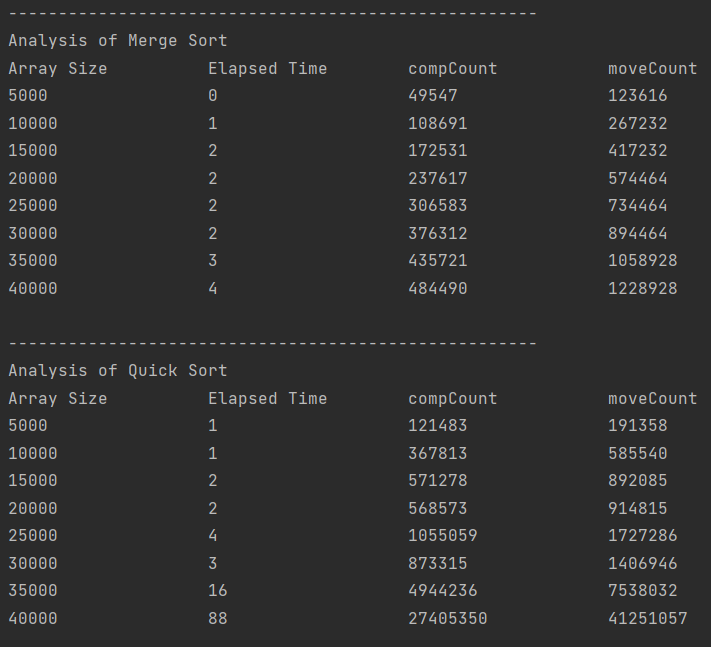 -----------------------------------------------------
Analysis of Merge Sort
Array Size          Elapsed Time        compCount           moveCount
5000                0                   49547               123616
10000               1                   108691              267232
15000               2                   172531              417232
20000               2                   237617              574464
25000               2                   306583              734464
30000               2                   376312              894464
35000               3                   435721              1058928
40000               4                   484490              1228928

-----------------------------------------------------
Analysis of Quick Sort
Array Size          Elapsed Time        compCount           moveCount
5000                1                   121483              191358
10000               1                   367813              585540
15000               2                   571278              892085
20000               2                   568573              914815
25000               4                   1055059             1727286
30000               3                   873315              1406946
35000               16                  4944236             7538032
40000               88                  27405350            41251057